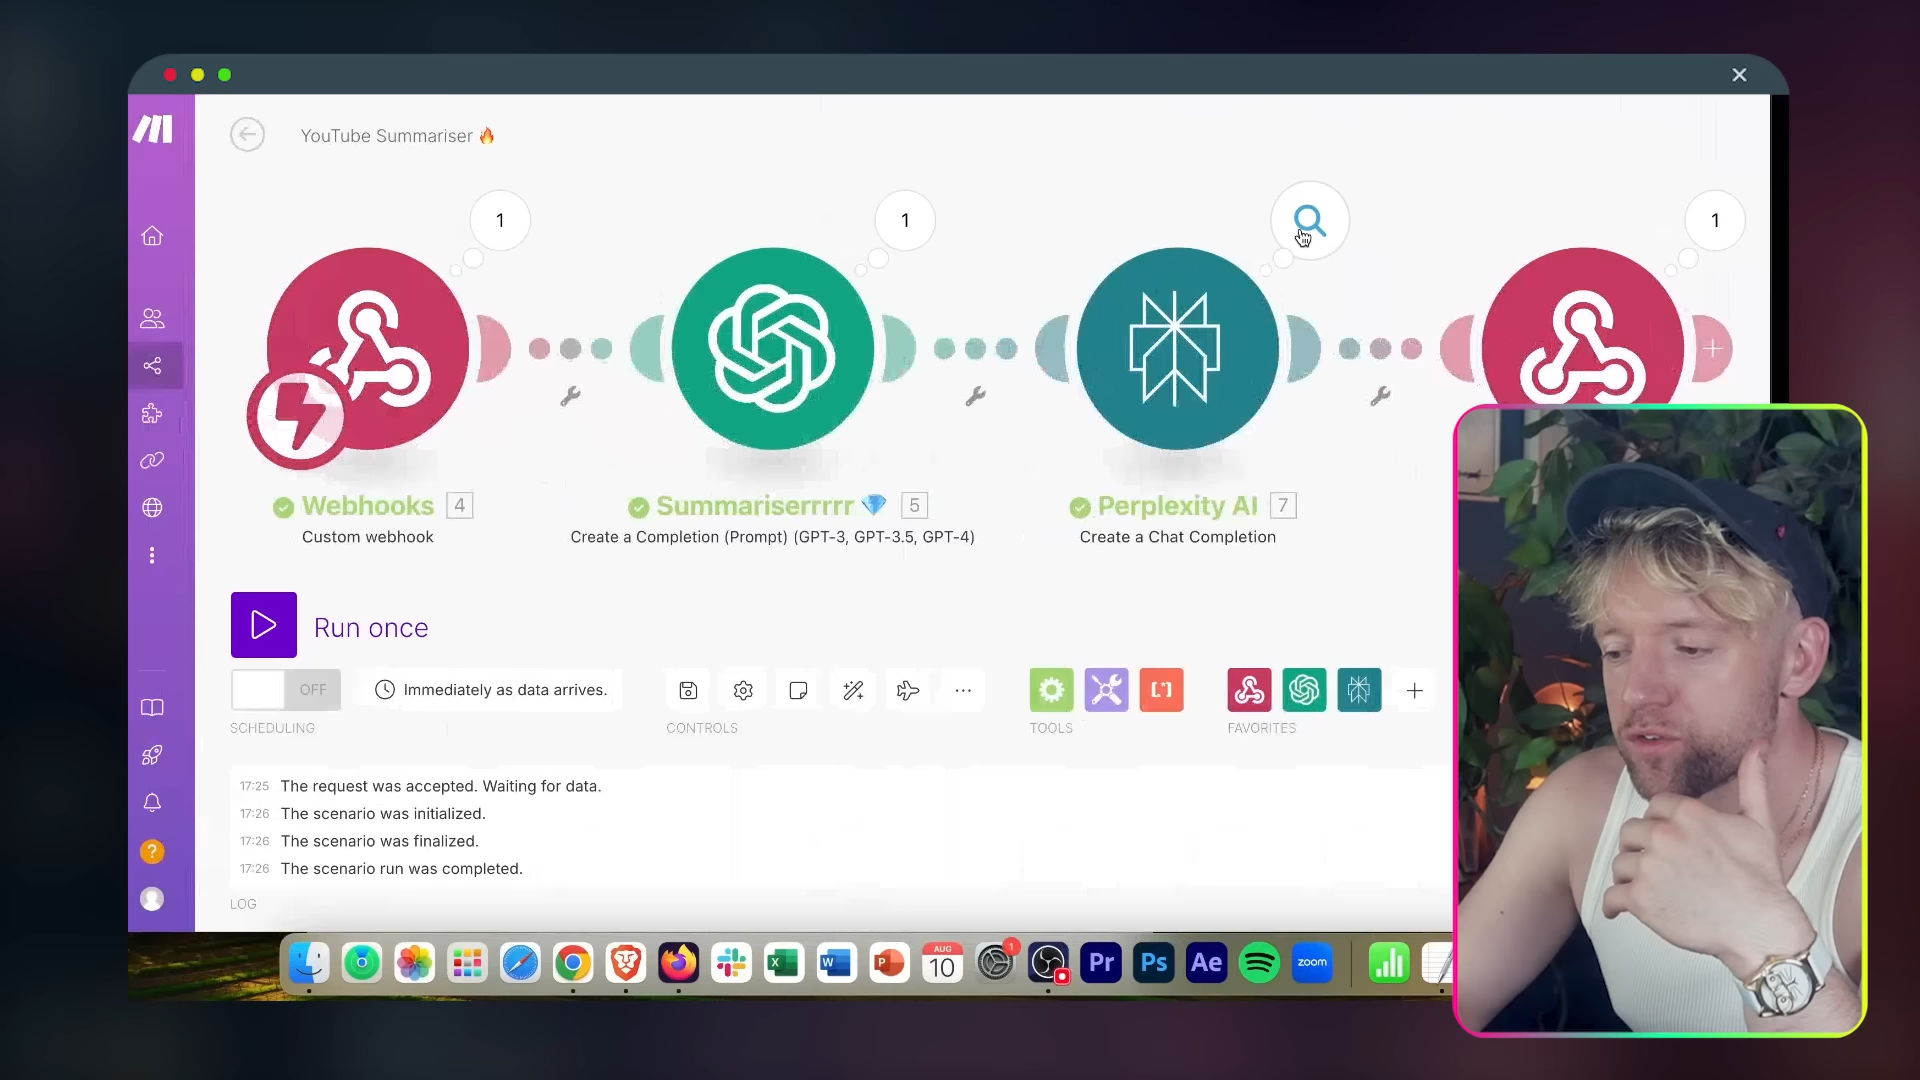 YouTube Summariser 🔥
1
1
1
Webhooks 4
Custom webhook
Summariserrrrr 💎 5
Create a Completion (Prompt) (GPT-3, GPT-3.5, GPT-4)
Perplexity AI 7
Create a Chat Completion
Run once
OFF
Immediately as data arrives.
SCHEDULING
CONTROLS
TOOLS
FAVORITES
17:25 The request was accepted. Waiting for data.
17:26 The scenario was initialized.
17:26 The scenario was finalized.
17:26 The scenario run was completed.
LOG
AUG
10
1
Pr
Ps
Ae
zoom
X
W
P